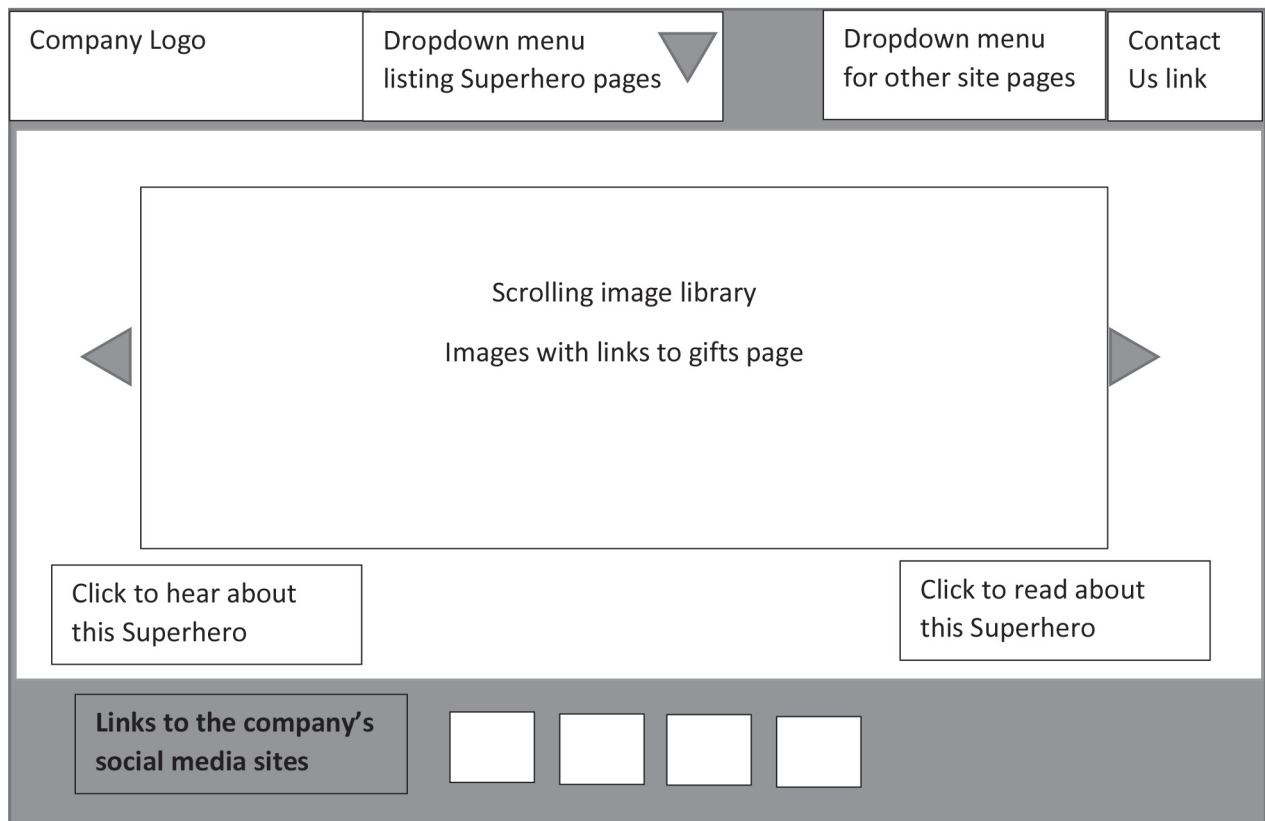 Company Logo
Dropdown menu
listing Superhero pages
Dropdown menu
for other site pages
Contact
Us link
Scrolling image library
Images with links to gifts page
Click to hear about
this Superhero
Click to read about
this Superhero
Links to the company’s
social media sites